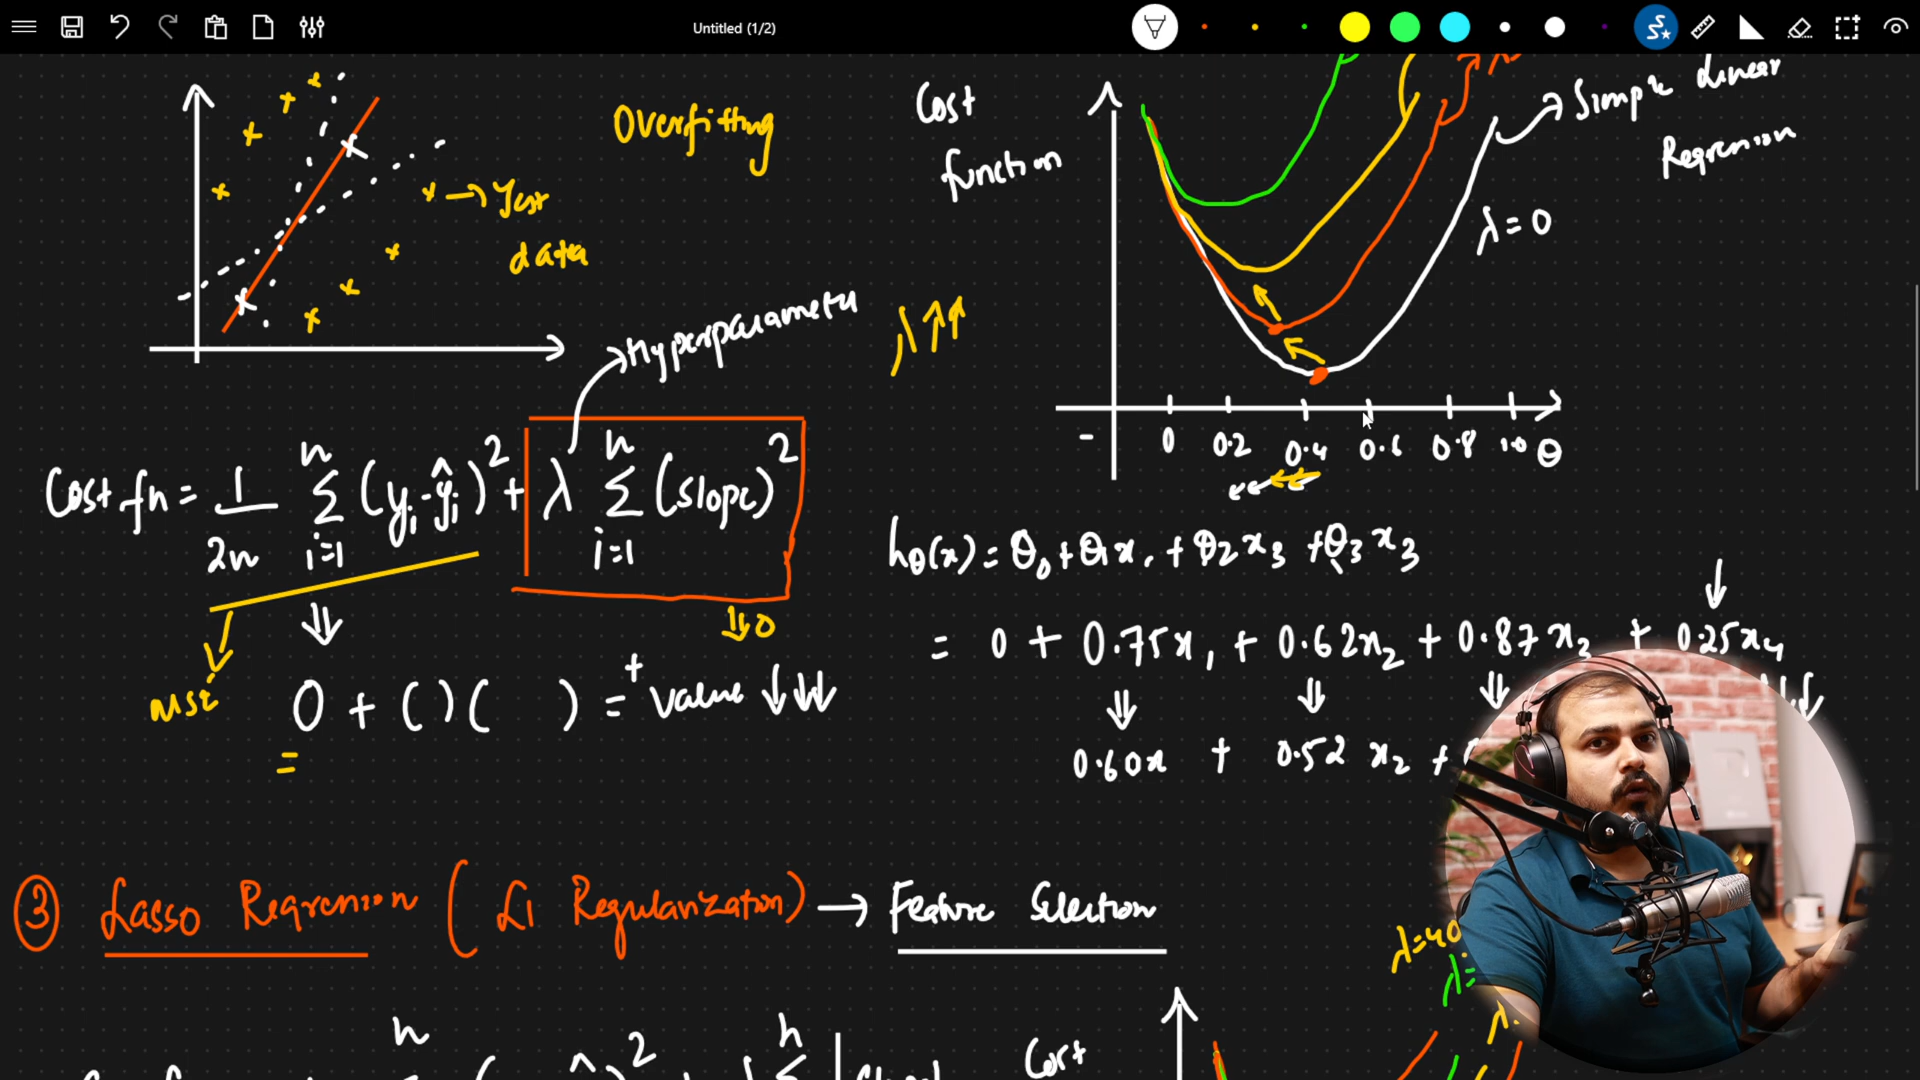 Untitled (1/2)
Overfitting
Test
data
Cost
function
Simple Linear
Regression
λ = 0
Hyperparameter
λ ↑↑
- 0 0.2 0.4 0.6 0.8 1.0 θ
Cost fn = 1/2n n Σ i=1 (yi - ŷi)² + λ n Σ i=1 (slope)²
hθ(x) = θ0 + θ1x1 + θ2x3 + θ3x3
⇓ 0
= 0 + 0.75x1 + 0.62x2 + 0.87x3 + 0.25x4
MSE
0 + ( ) ( ) = + value ↓ ⇓
=
0.60x + 0.52 x2 +
③ Lasso Regression (L1 Regularization) → Feature Selection
λ=40
λ=
λ
n n
Cost